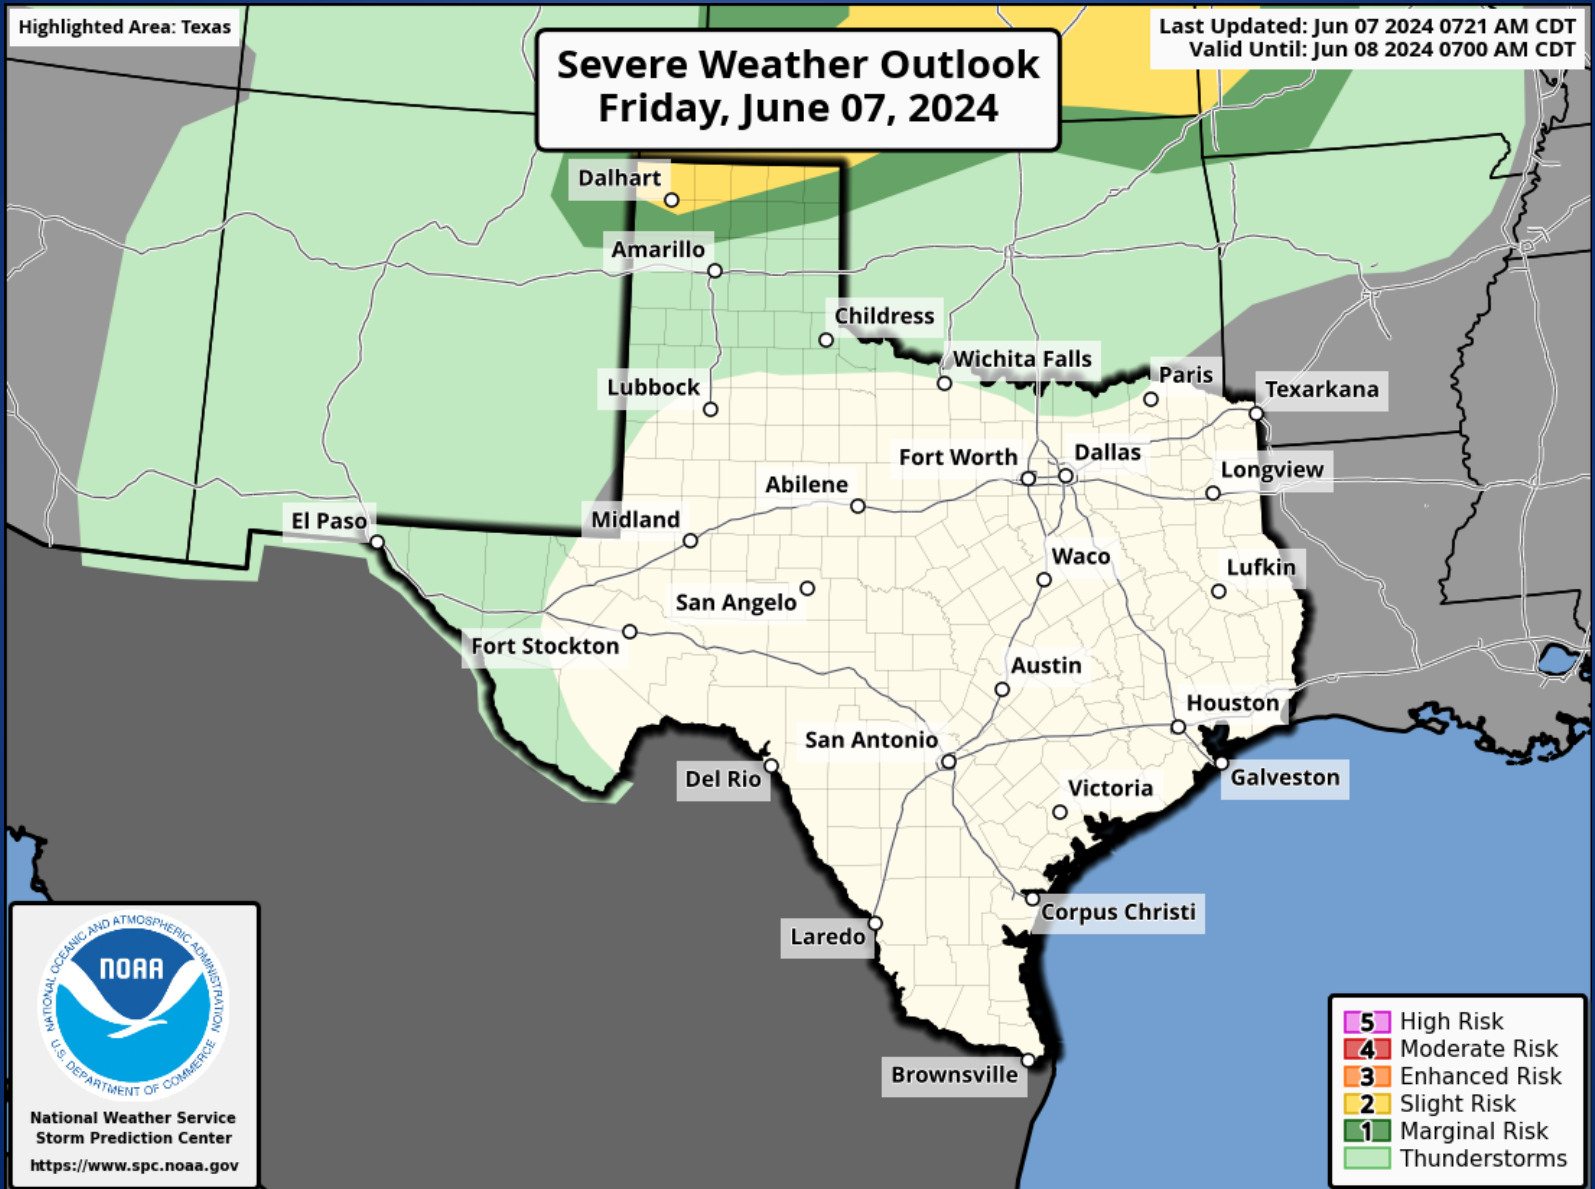 Highlighted Area: Texas
Severe Weather Outlook
Friday, June 07, 2024
Last Updated: Jun 07 2024 0721 AM CDT
Valid Until: Jun 08 2024 0700 AM CDT
Dalhart
Amarillo
Childress
Wichita Falls
Paris
Texarkana
Lubbock
Fort Worth
Dallas
Longview
Abilene
El Paso
Midland
Waco
Lufkin
San Angelo
Fort Stockton
Austin
Houston
San Antonio
Del Rio
Galveston
Victoria
Corpus Christi
Laredo
Brownsville
NATIONAL OCEANIC AND ATMOSPHERIC ADMINISTRATION
NOAA
U.S. DEPARTMENT OF COMMERCE
National Weather Service
Storm Prediction Center
https://www.spc.noaa.gov
5 High Risk
4 Moderate Risk
3 Enhanced Risk
2 Slight Risk
1 Marginal Risk
Thunderstorms